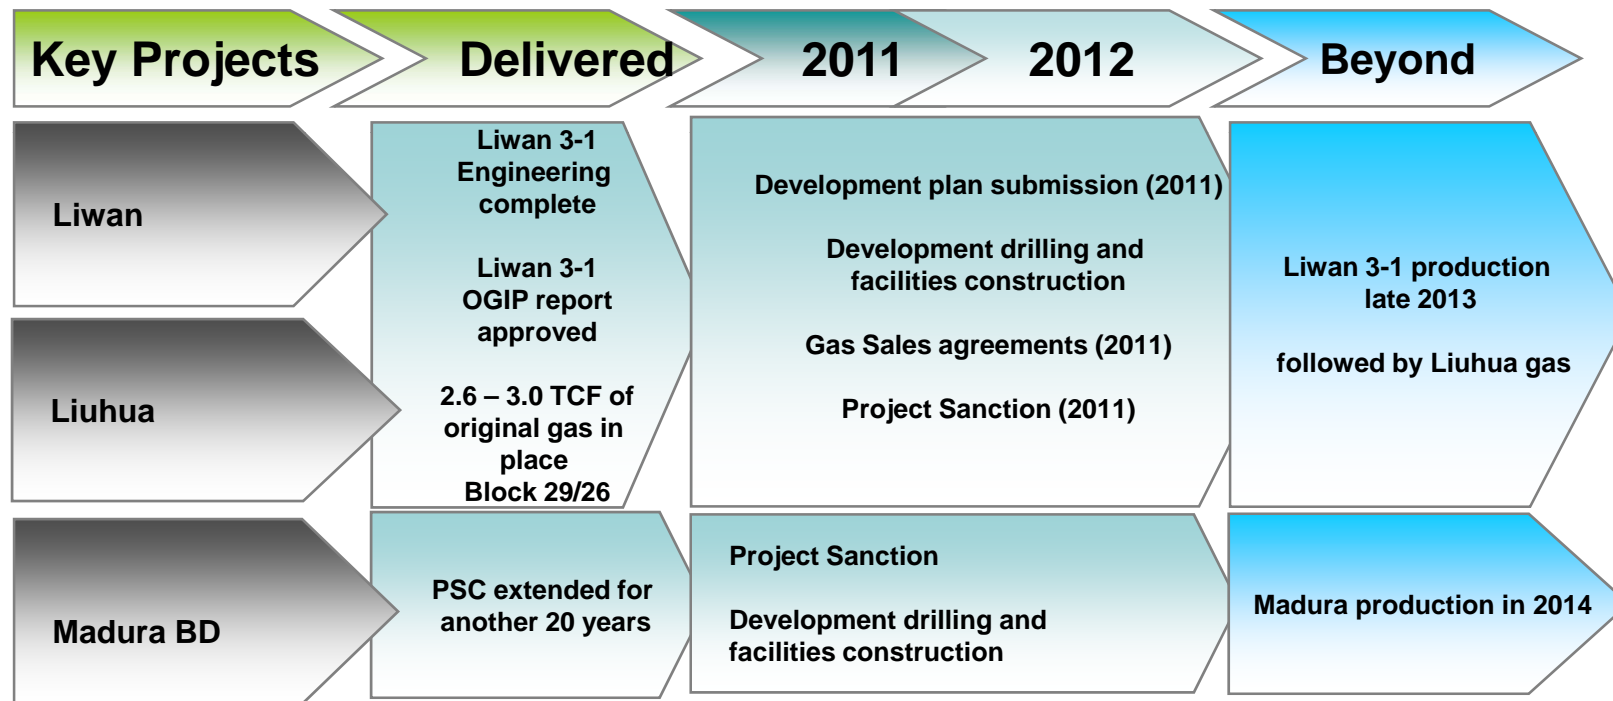 Key Projects
Delivered
2011
2012
Beyond
Liwan
Liuhua
Liwan 3-1
Engineering
complete
Liwan 3-1
OGIP report
approved
2.6 – 3.0 TCF of
original gas in
place
Block 29/26
Development plan submission (2011)
Development drilling and
facilities construction
Gas Sales agreements (2011)
Project Sanction (2011)
Liwan 3-1 production
late 2013
followed by Liuhua gas
Madura BD
PSC extended for
another 20 years
Project Sanction
Development drilling and
facilities construction
Madura production in 2014